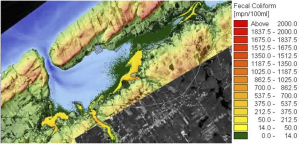 Fecal Coliform
[mpn/100ml]
Above 2000.0
1837.5 - 2000.0
1675.0 - 1837.5
1512.5 - 1675.0
1350.0 - 1512.5
1187.5 - 1350.0
1025.0 - 1187.5
862.5 - 1025.0
700.0 - 862.5
537.5 - 700.0
375.0 - 537.5
212.5 - 375.0
50.0 - 212.5
14.0 - 50.0
0.0 - 14.0